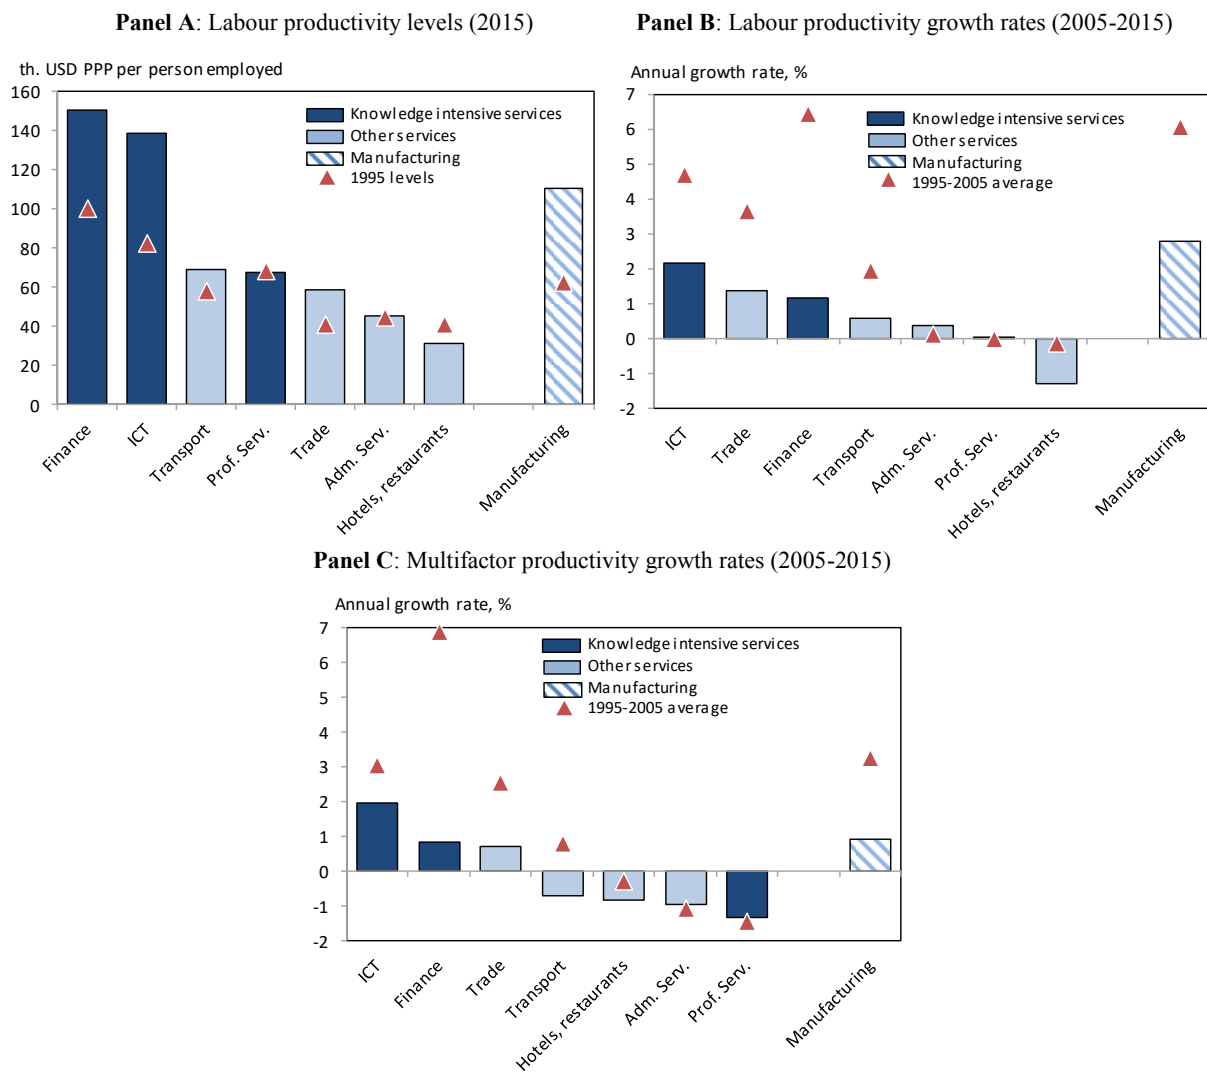 Panel A: Labour productivity levels (2015)
th. USD PPP per person employed
160
140
120
100
80
60
40
20
0
Knowledge intensive services
Other services
Manufacturing
1995 levels
Finance
ICT
Transport
Prof. Serv.
Trade
Adm. Serv.
Hotels, restaurants
Manufacturing
Panel B: Labour productivity growth rates (2005-2015)
Annual growth rate, %
7
6
5
4
3
2
1
0
-1
-2
Knowledge intensive services
Other services
Manufacturing
1995-2005 average
ICT
Trade
Finance
Transport
Adm. Serv.
Prof. Serv.
Hotels, restaurants
Manufacturing
Panel C: Multifactor productivity growth rates (2005-2015)
Annual growth rate, %
7
6
5
4
3
2
1
0
-1
-2
Knowledge intensive services
Other services
Manufacturing
1995-2005 average
ICT
Finance
Trade
Transport
Hotels, restaurants
Adm. Serv.
Prof. Serv.
Manufacturing